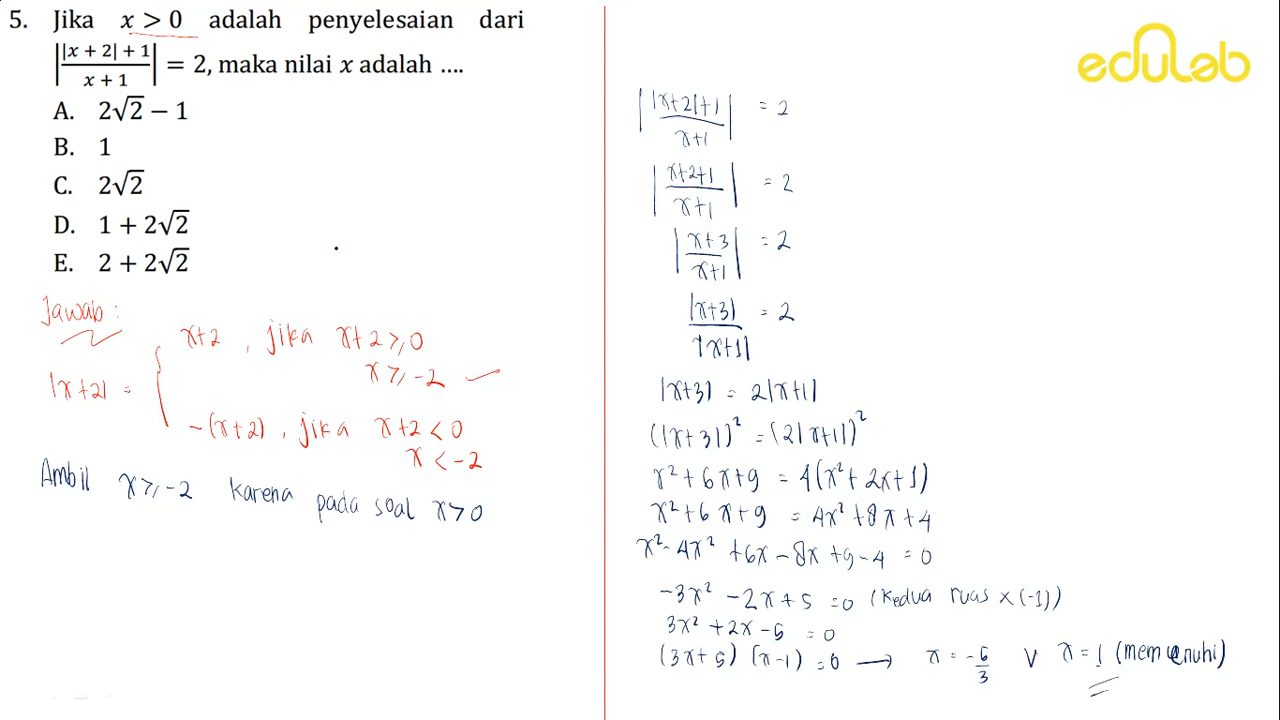 5. Jika x > 0 adalah penyelesaian dari
| |x + 2| + 1 / x + 1 | = 2, maka nilai x adalah ....
A. 2√2 − 1
B. 1
C. 2√2
D. 1 + 2√2
E. 2 + 2√2
Jawab :
|x+2| = { x+2 , jika x+2 ≥ 0
x ≥ -2 ✓
-(x+2) , jika x+2 < 0
x < -2
Ambil x ≥ -2 karena pada soal x > 0
edulab
| |x+2|+1 / x+1 | = 2
| x+2+1 / x+1 | = 2
| x+3 / x+1 | = 2
|x+3| / |x+1| = 2
|x+3| = 2|x+1|
(|x+3|)² = (2|x+1|)²
x² + 6x + 9 = 4(x² + 2x + 1)
x² + 6x + 9 = 4x² + 8x + 4
x² - 4x² + 6x - 8x + 9 - 4 = 0
-3x² - 2x + 5 = 0 (kedua ruas x (-1))
3x² + 2x - 5 = 0
(3x+5) (x-1) = 0 → x = -5/3 V x = 1 (memenuhi)